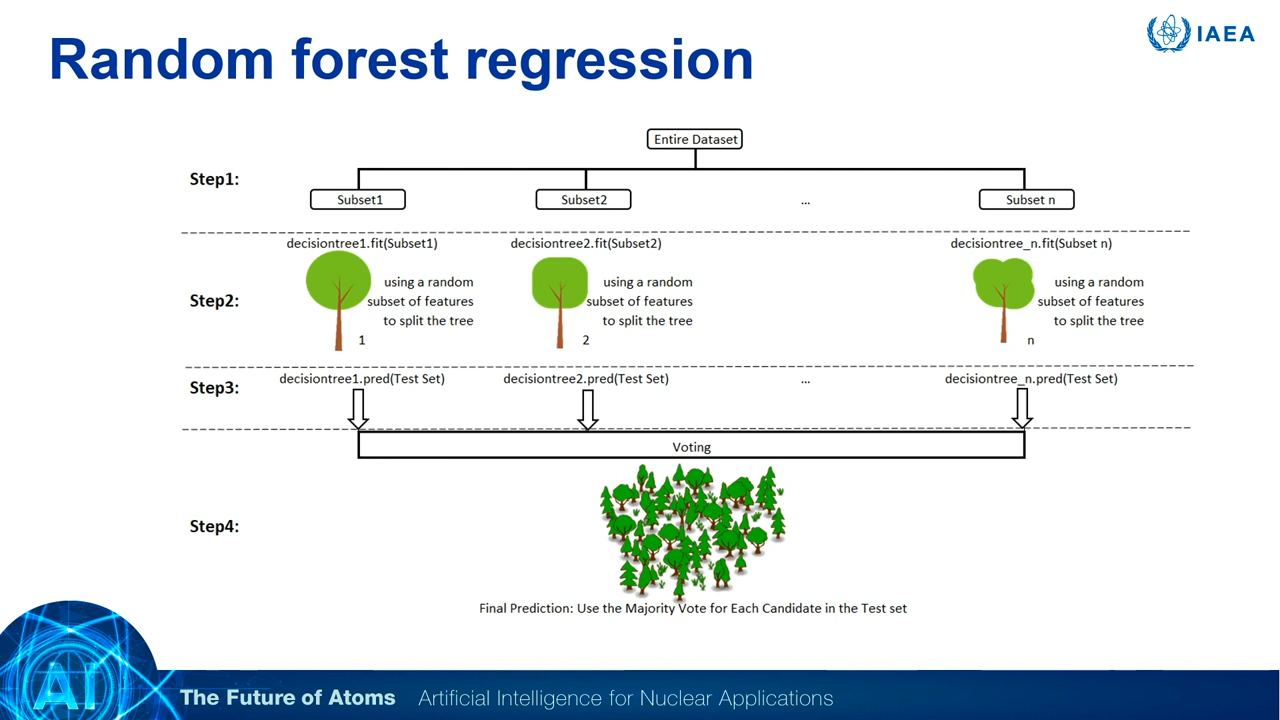 Random forest regression
IAEA
Entire Dataset
Step1:
Subset1
Subset2
...
Subset n
decisiontree1.fit(Subset1)
decisiontree2.fit(Subset2)
decisiontree_n.fit(Subset n)
Step2:
using a random
subset of features
to split the tree
1
using a random
subset of features
to split the tree
2
using a random
subset of features
to split the tree
n
Step3:
decisiontree1.pred(Test Set)
decisiontree2.pred(Test Set)
...
decisiontree_n.pred(Test Set)
Voting
Step4:
Final Prediction: Use the Majority Vote for Each Candidate in the Test set
AI
The Future of Atoms Artificial Intelligence for Nuclear Applications